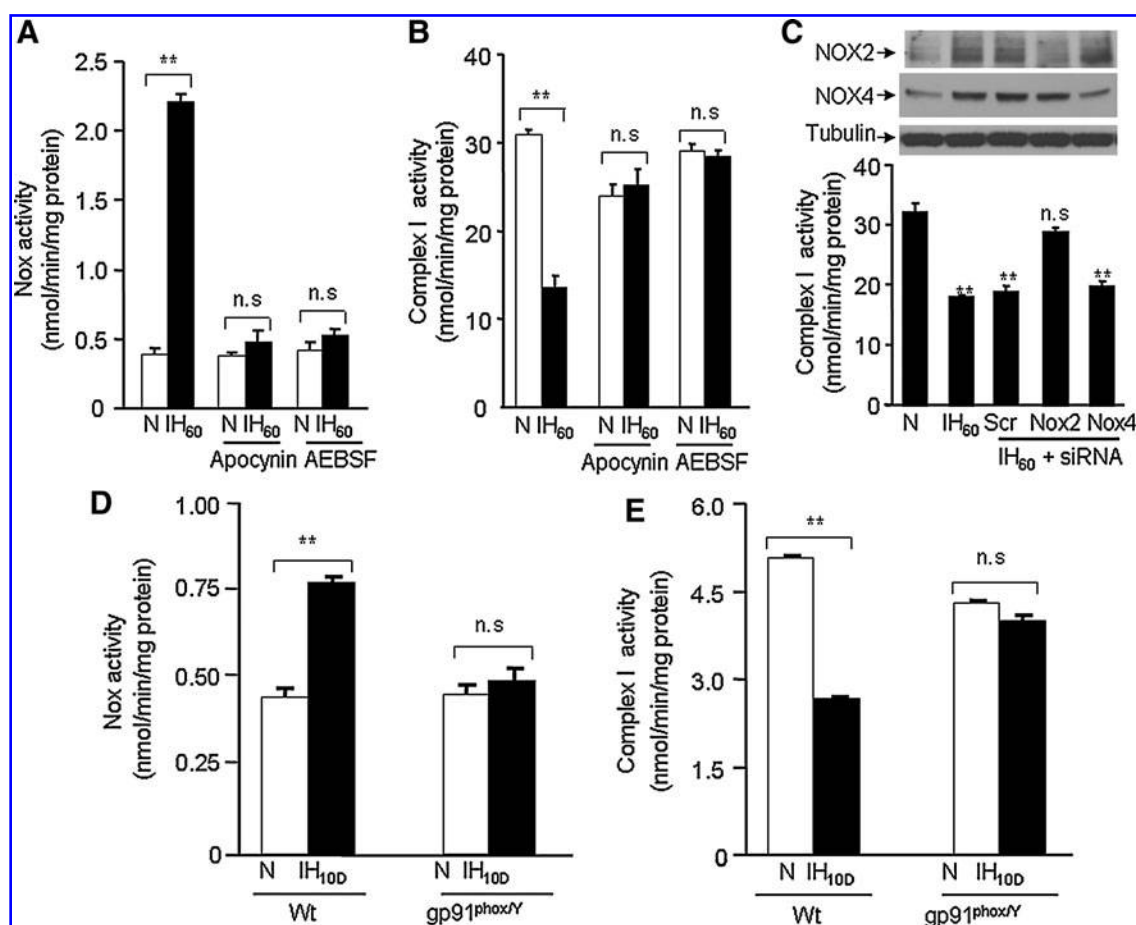 A
Nox activity
(nmol/min/mg protein)
2.5
2.0
1.5
1.0
0.5
0
**
n.s
n.s
N IH60 N IH60 N IH60
Apocynin AEBSF
B
Complex I activity
(nmol/min/mg protein)
40
30
20
10
0
**
n.s
n.s
N IH60 N IH60 N IH60
Apocynin AEBSF
C
NOX2
NOX4
Tubulin
Complex I activity
(nmol/min/mg protein)
40
30
20
10
0
**
**
n.s
**
N IH60 Scr Nox2 Nox4
IH60 + siRNA
D
Nox activity
(nmol/min/mg protein)
1.00
0.75
0.50
0.25
0
**
n.s
N IH10D N IH10D
Wt gp91phox/Y
E
Complex I activity
(nmol/min/mg protein)
6.0
4.5
3.0
1.5
0
**
n.s
N IH10D N IH10D
Wt gp91phox/Y